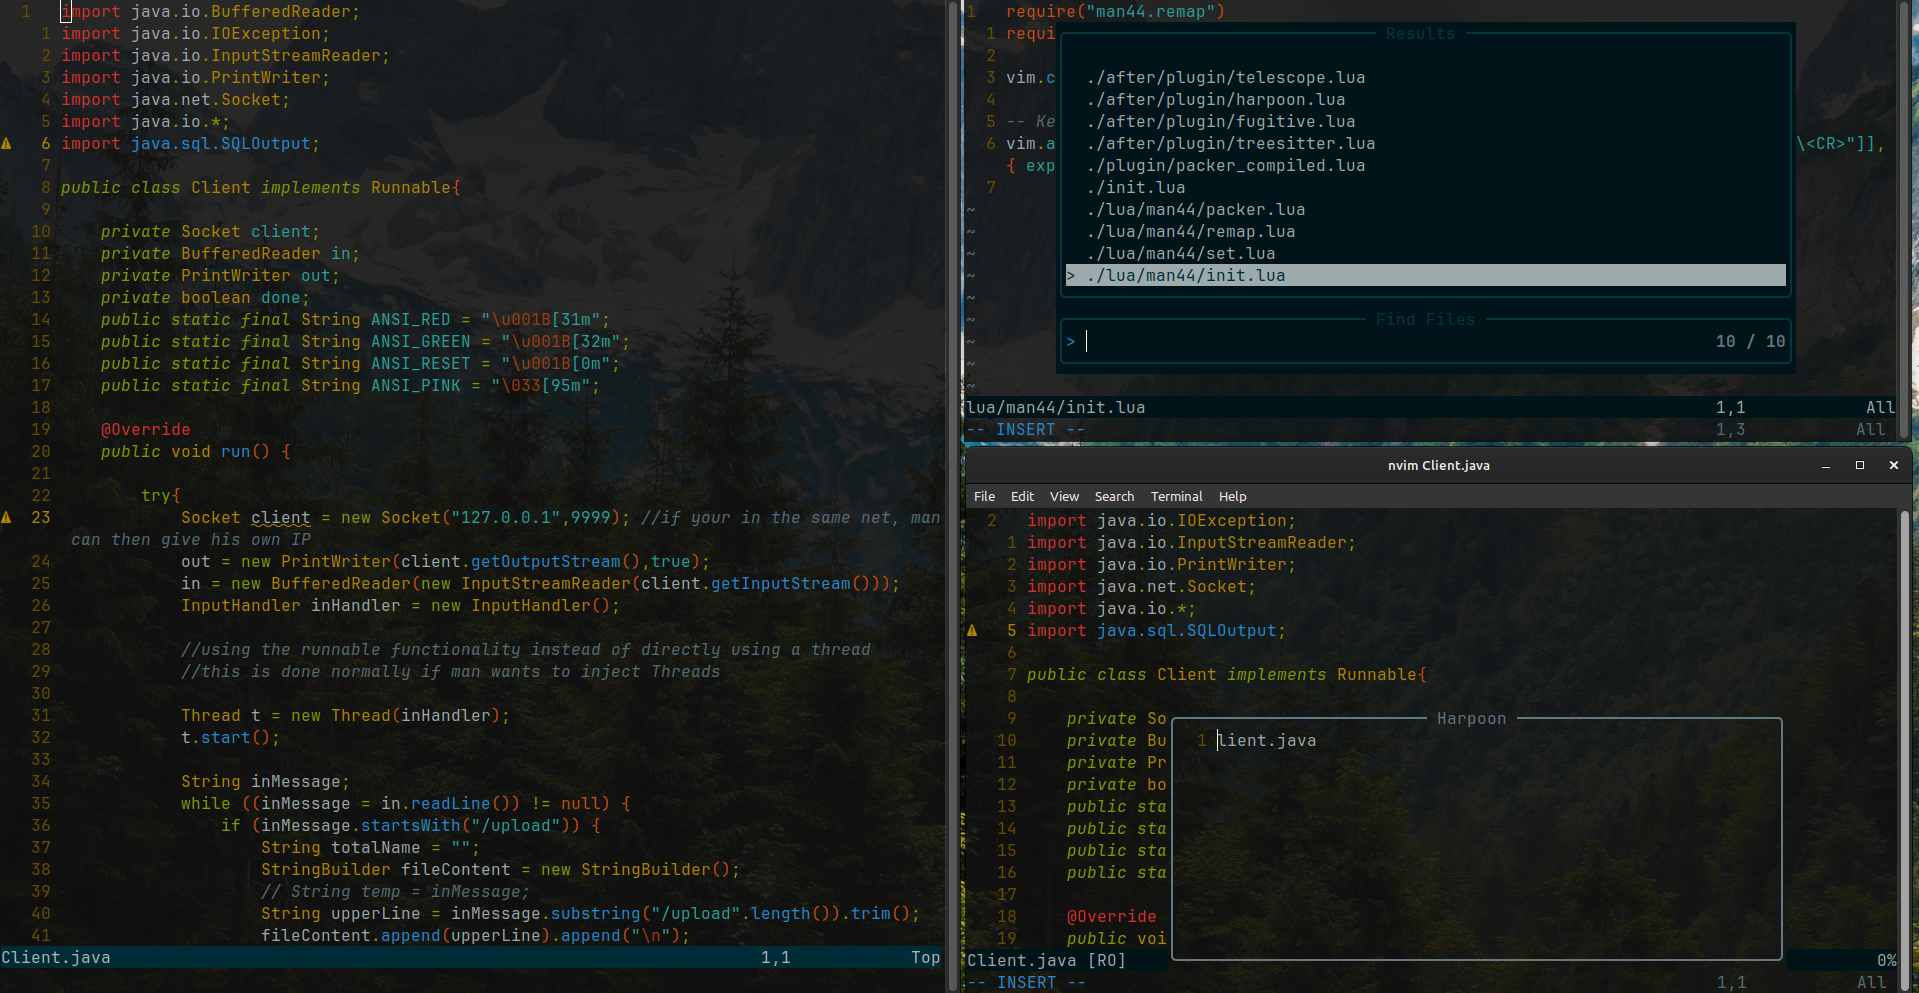 1 import java.io.BufferedReader;
1 import java.io.IOException;
2 import java.io.InputStreamReader;
3 import java.io.PrintWriter;
4 import java.net.Socket;
5 import java.io.*;
6 import java.sql.SQLOutput;
7
8 public class Client implements Runnable{
9
10 private Socket client;
11 private BufferedReader in;
12 private PrintWriter out;
13 private boolean done;
14 public static final String ANSI_RED = "\u001B[31m";
15 public static final String ANSI_GREEN = "\u001B[32m";
16 public static final String ANSI_RESET = "\u001B[0m";
17 public static final String ANSI_PINK = "\033[95m";
18
19 @Override
20 public void run() {
21
22 try{
23 Socket client = new Socket("127.0.0.1",9999); //if your in the same net, man
can then give his own IP
24 out = new PrintWriter(client.getOutputStream(),true);
25 in = new BufferedReader(new InputStreamReader(client.getInputStream()));
26 InputHandler inHandler = new InputHandler();
27
28 //using the runnable functionality instead of directly using a thread
29 //this is done normally if man wants to inject Threads
30
31 Thread t = new Thread(inHandler);
32 t.start();
33
34 String inMessage;
35 while ((inMessage = in.readLine()) != null) {
36 if (inMessage.startsWith("/upload")) {
37 String totalName = "";
38 StringBuilder fileContent = new StringBuilder();
39 // String temp = inMessage;
40 String upperLine = inMessage.substring("/upload".length()).trim();
41 fileContent.append(upperLine).append("\n");
Client.java 1,1 Top
1 require("man44.remap")
1 requi
2
3 vim.c
4
5 -- Ke
6 vim.a \<CR>"]],
{ exp
7
~
~
~
~
~
~
~
~
~
Results
./after/plugin/telescope.lua
./after/plugin/harpoon.lua
./after/plugin/fugitive.lua
./after/plugin/treesitter.lua
./plugin/packer_compiled.lua
./init.lua
./lua/man44/packer.lua
./lua/man44/remap.lua
./lua/man44/set.lua
> ./lua/man44/init.lua
Find Files
> 10 / 10
lua/man44/init.lua 1,1 All
-- INSERT -- 1,3 All
nvim Client.java
File Edit View Search Terminal Help
2 import java.io.IOException;
1 import java.io.InputStreamReader;
2 import java.io.PrintWriter;
3 import java.net.Socket;
4 import java.io.*;
5 import java.sql.SQLOutput;
6
7 public class Client implements Runnable{
8
9 private So
10 private Bu
11 private Pr
12 private bo
13 public sta
14 public sta
15 public sta
16 public sta
17
18 @Override
19 public voi
Harpoon
1 lient.java
Client.java [RO] 0%
-- INSERT -- 1,1 All